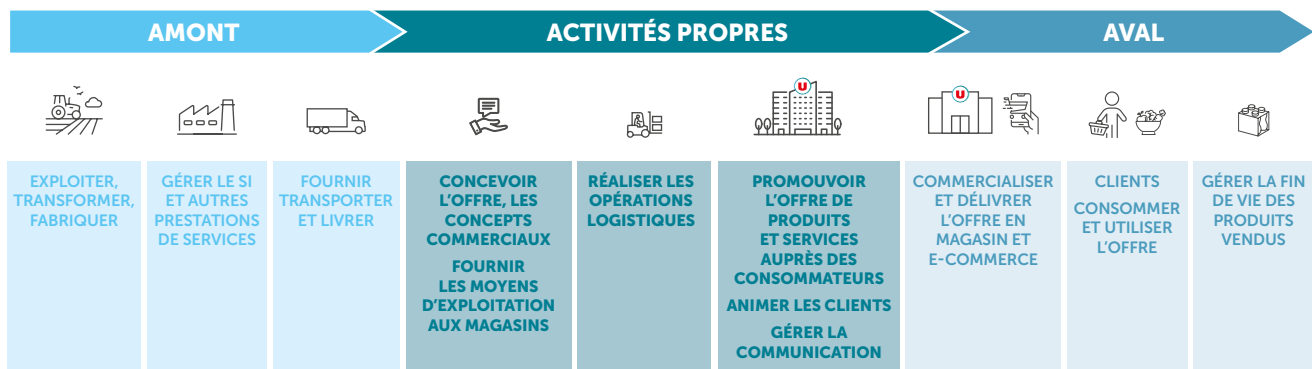 AMONT
ACTIVITÉS PROPRES
AVAL
U
U
EXPLOITER,
TRANSFORMER,
FABRIQUER
GÉRER LE SI
ET AUTRES
PRESTATIONS
DE SERVICES
FOURNIR
TRANSPORTER
ET LIVRER
CONCEVOIR
L'OFFRE, LES
CONCEPTS
COMMERCIAUX
FOURNIR
LES MOYENS
D'EXPLOITATION
AUX MAGASINS
RÉALISER LES
OPÉRATIONS
LOGISTIQUES
PROMOUVOIR
L'OFFRE DE
PRODUITS
ET SERVICES
AUPRÈS DES
CONSOMMATEURS
ANIMER LES CLIENTS
GÉRER LA
COMMUNICATION
COMMERCIALISER
ET DÉLIVRER
L'OFFRE EN
MAGASIN ET
E-COMMERCE
CLIENTS
CONSOMMER
ET UTILISER
L'OFFRE
GÉRER LA FIN
DE VIE DES
PRODUITS
VENDUS